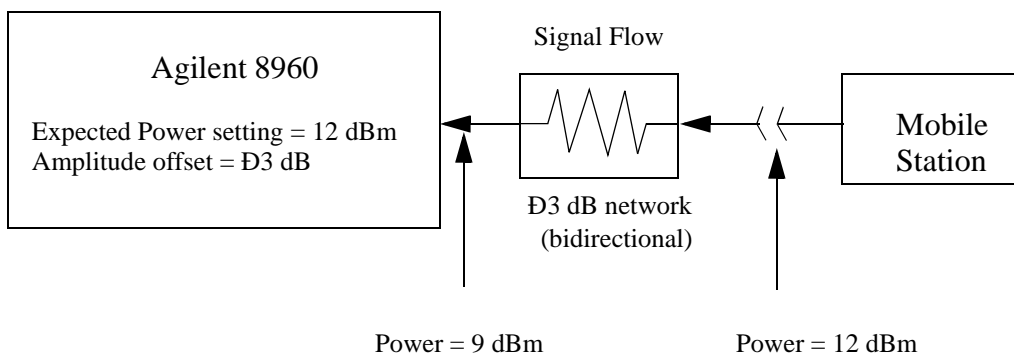 Signal Flow
Agilent 8960
Expected Power setting = 12 dBm
Amplitude offset = Ð3 dB
Mobile
Station
Ð3 dB network
(bidirectional)
Power = 9 dBm
Power = 12 dBm